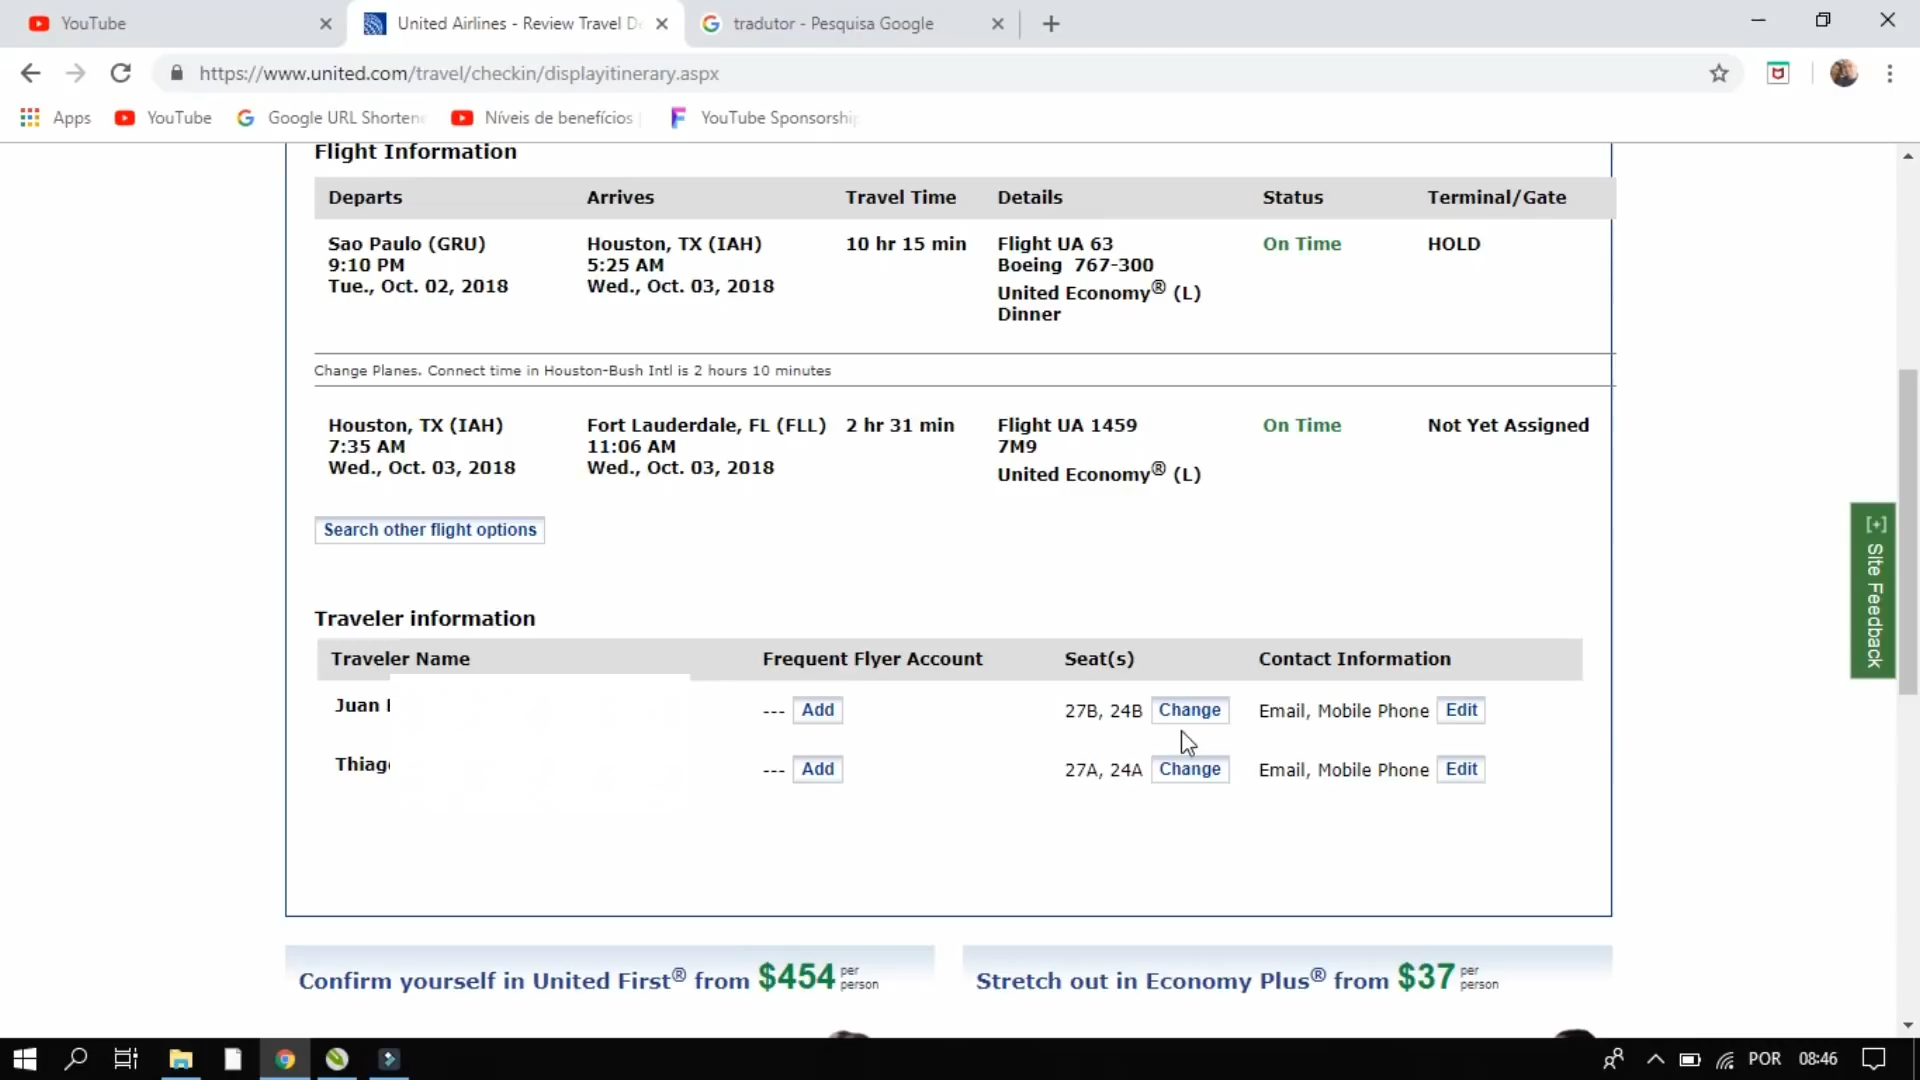 YouTube
United Airlines - Review Travel De
tradutor - Pesquisa Google
https://www.united.com/travel/checkin/displayitinerary.aspx
Apps
YouTube
Google URL Shortene
Níveis de benefícios
YouTube Sponsorship
Flight Information
Departs Arrives Travel Time Details Status Terminal/Gate
Sao Paulo (GRU) Houston, TX (IAH) 10 hr 15 min Flight UA 63 On Time HOLD
9:10 PM 5:25 AM Boeing 767-300
Tue., Oct. 02, 2018 Wed., Oct. 03, 2018 United Economy® (L)
Dinner
Change Planes. Connect time in Houston-Bush Intl is 2 hours 10 minutes
Houston, TX (IAH) Fort Lauderdale, FL (FLL) 2 hr 31 min Flight UA 1459 On Time Not Yet Assigned
7:35 AM 11:06 AM 7M9
Wed., Oct. 03, 2018 Wed., Oct. 03, 2018 United Economy® (L)
Search other flight options
[+] Site Feedback
Traveler information
Traveler Name Frequent Flyer Account Seat(s) Contact Information
Juan --- Add 27B, 24B Change Email, Mobile Phone Edit
Thiag --- Add 27A, 24A Change Email, Mobile Phone Edit
Confirm yourself in United First® from $454 per person
Stretch out in Economy Plus® from $37 per person
POR 08:46